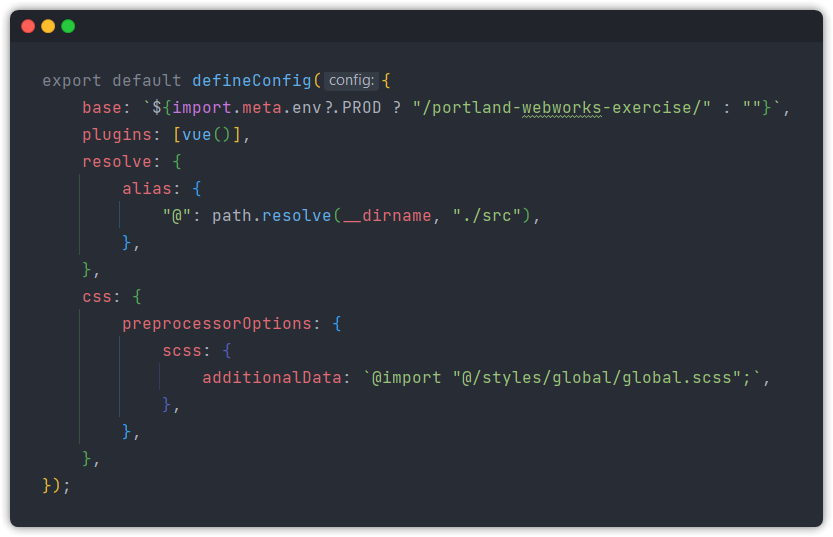 export default defineConfig( config: {
    base: `${import.meta.env?.PROD ? "/portland-webworks-exercise/" : ""}`,
    plugins: [vue()],
    resolve: {
        alias: {
            "@": path.resolve(__dirname, "./src"),
        },
    },
    css: {
        preprocessorOptions: {
            scss: {
                additionalData: `@import "@/styles/global/global.scss";`,
            },
        },
    },
});